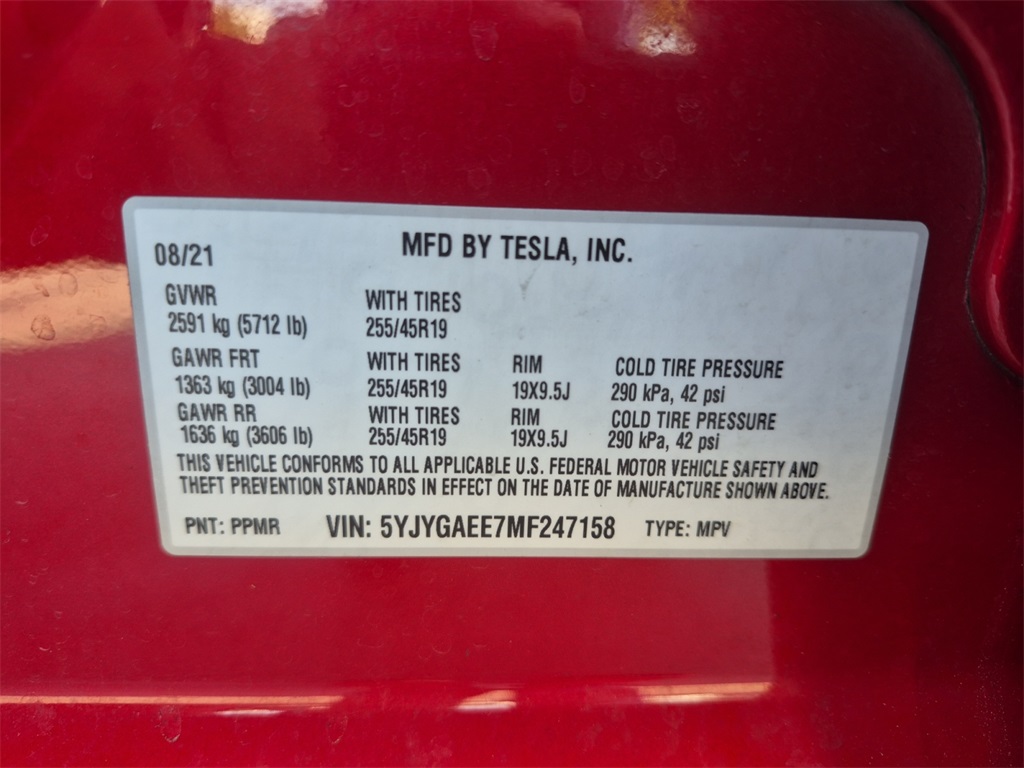 08/21 MFD BY TESLA, INC.
GVWR WITH TIRES
2591 kg (5712 lb) 255/45R19
GAWR FRT WITH TIRES RIM COLD TIRE PRESSURE
1363 kg (3004 lb) 255/45R19 19X9.5J 290 kPa, 42 psi
GAWR RR WITH TIRES RIM COLD TIRE PRESSURE
1636 kg (3606 lb) 255/45R19 19X9.5J 290 kPa, 42 psi
THIS VEHICLE CONFORMS TO ALL APPLICABLE U.S. FEDERAL MOTOR VEHICLE SAFETY AND
THEFT PREVENTION STANDARDS IN EFFECT ON THE DATE OF MANUFACTURE SHOWN ABOVE.
PNT: PPMR VIN: 5YJYGAEE7MF247158 TYPE: MPV